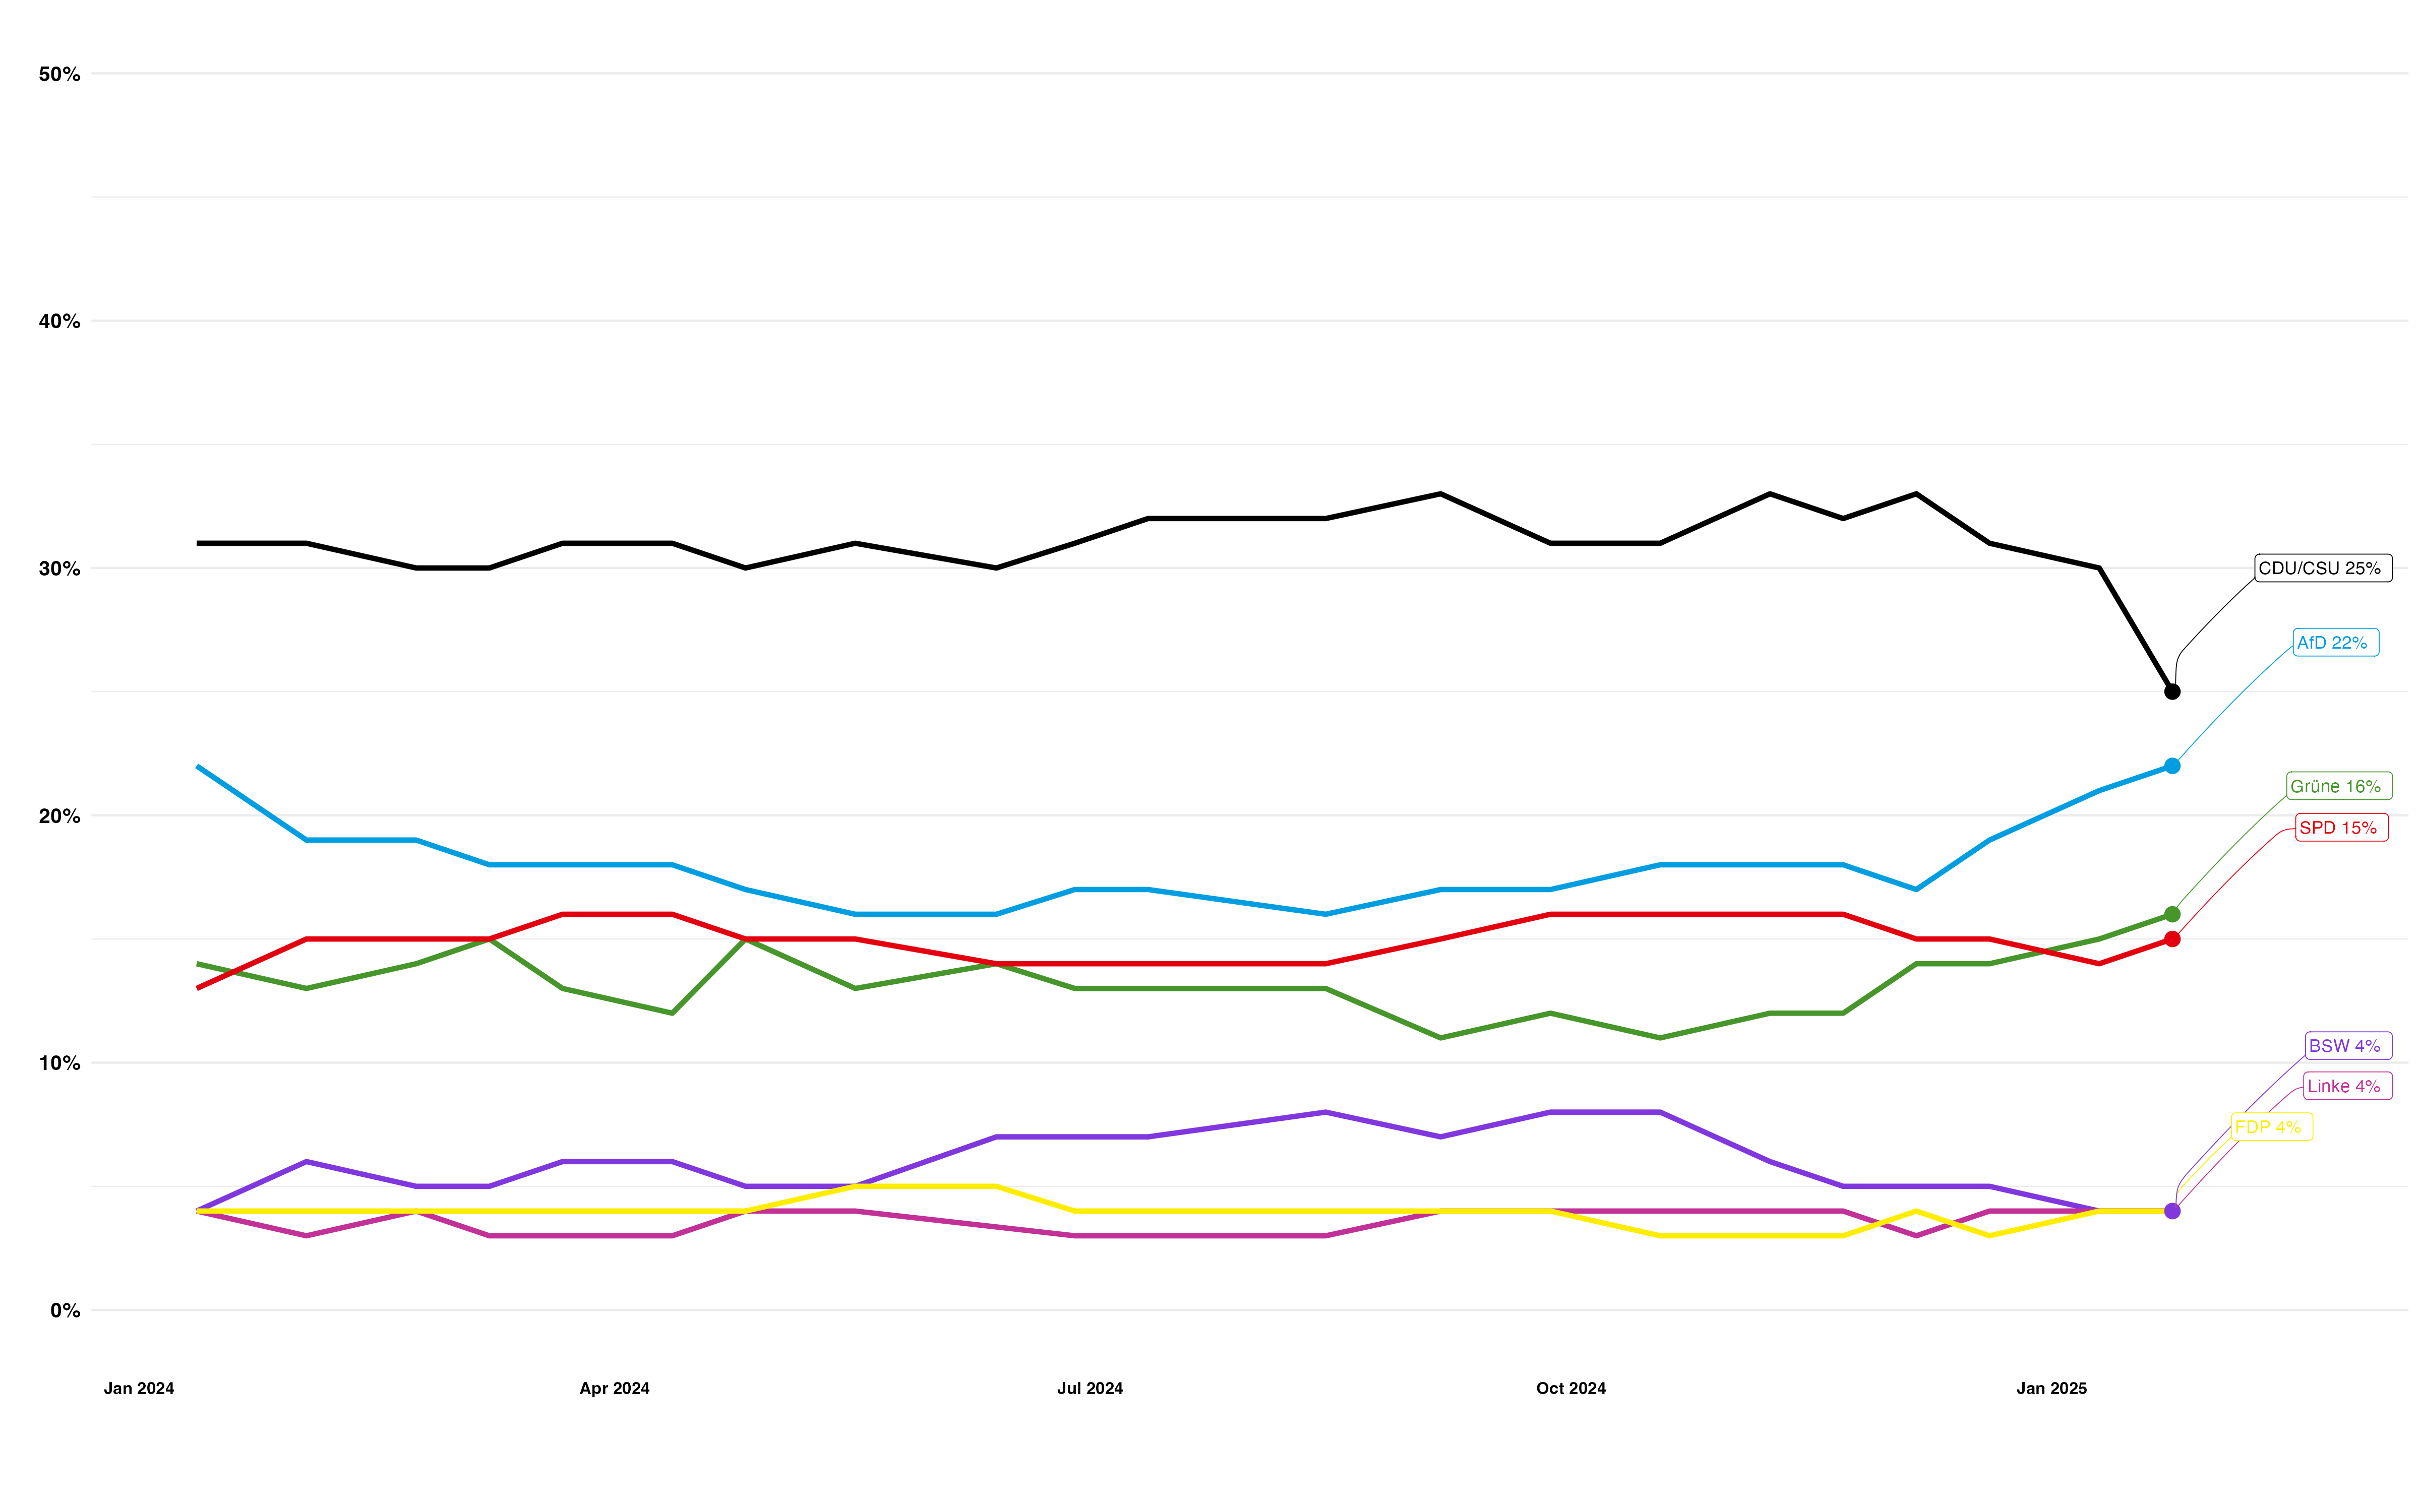 50%
40%
30%
20%
10%
0%
CDU/CSU 25%
AfD 22%
Grüne 16%
SPD 15%
BSW 4%
Linke 4%
FDP 4%
Jan 2024
Apr 2024
Jul 2024
Oct 2024
Jan 2025